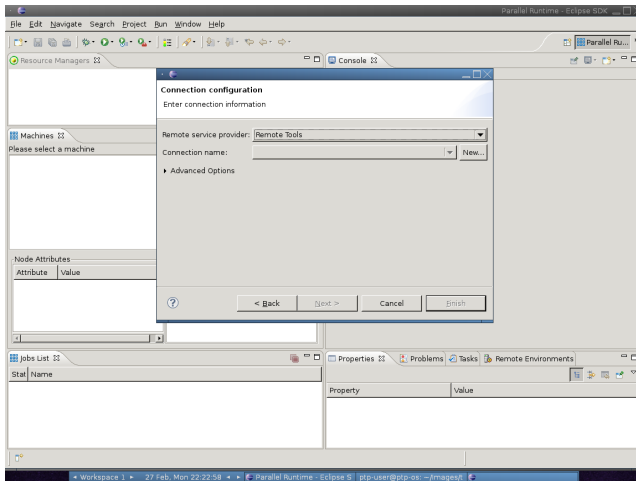 Parallel Runtime - Eclipse SDK
File Edit Navigate Search Project Run Window Help
Parallel Ru...
Resource Managers
Console
Connection configuration
Enter connection information
Remote service provider: Remote Tools
Connection name:
New...
Advanced Options
< Back
Next >
Cancel
Finish
Machines
Please select a machine
Node Attributes
Attribute Value
Jobs List
Stat Name
Properties Problems Tasks Remote Environments
Property Value
Workspace 1 27 Feb, Mon 22:22:58 Parallel Runtime - Eclipse S ptp-user@ptp-os: ~/Images/t